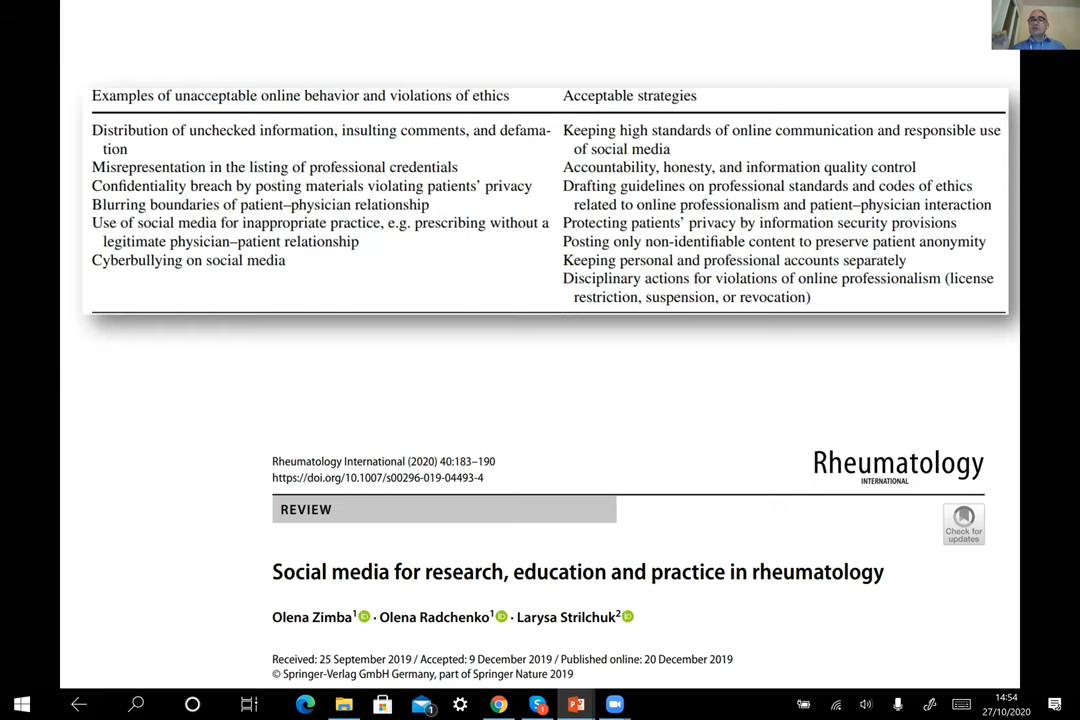 Examples of unacceptable online behavior and violations of ethics
Distribution of unchecked information, insulting comments, and defama-
tion
Misrepresentation in the listing of professional credentials
Confidentiality breach by posting materials violating patients' privacy
Blurring boundaries of patient–physician relationship
Use of social media for inappropriate practice, e.g. prescribing without a
legitimate physician–patient relationship
Cyberbullying on social media
Acceptable strategies
Keeping high standards of online communication and responsible use
of social media
Accountability, honesty, and information quality control
Drafting guidelines on professional standards and codes of ethics
related to online professionalism and patient–physician interaction
Protecting patients' privacy by information security provisions
Posting only non-identifiable content to preserve patient anonymity
Keeping personal and professional accounts separately
Disciplinary actions for violations of online professionalism (license
restriction, suspension, or revocation)
Rheumatology International (2020) 40:183–190
https://doi.org/10.1007/s00296-019-04493-4
Rheumatology
INTERNATIONAL
REVIEW
Check for
updates
Social media for research, education and practice in rheumatology
Olena Zimba1 iD · Olena Radchenko1 iD · Larysa Strilchuk2 iD
Received: 25 September 2019 / Accepted: 9 December 2019 / Published online: 20 December 2019
© Springer-Verlag GmbH Germany, part of Springer Nature 2019
14:54
27/10/2020